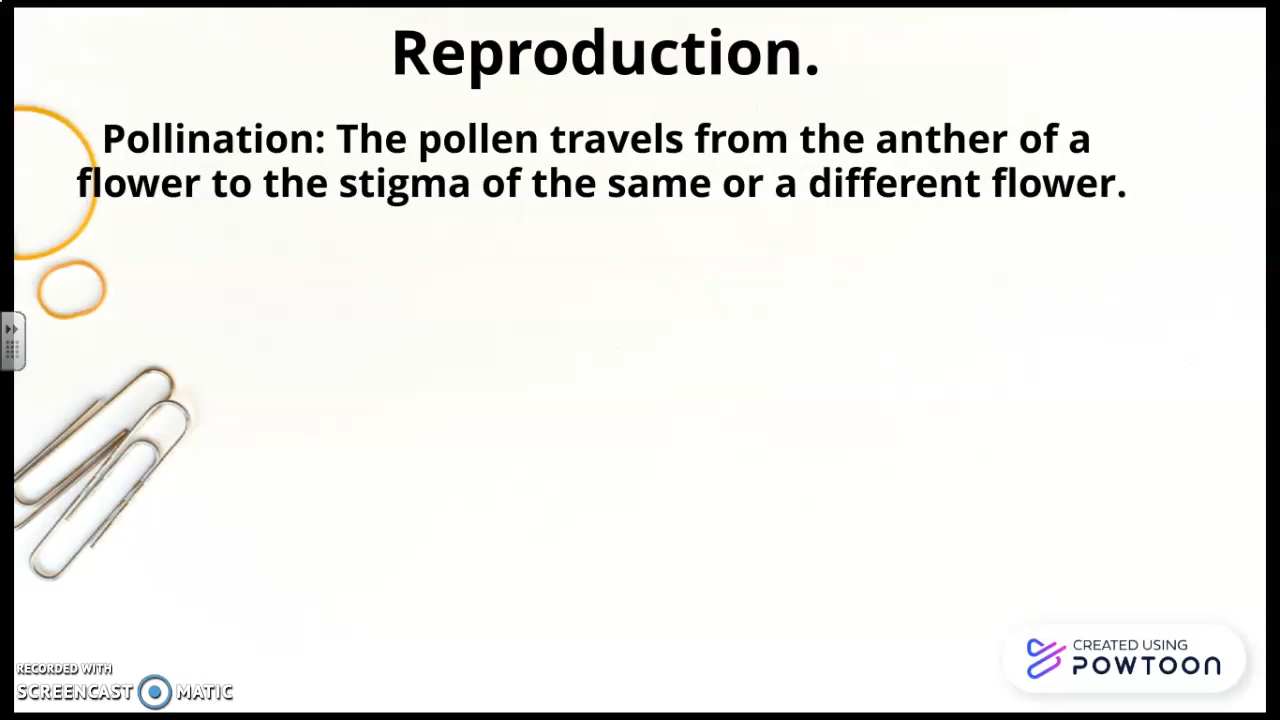 Reproduction.
Pollination: The pollen travels from the anther of a
flower to the stigma of the same or a different flower.
CREATED USING
POWTOON
RECORDED WITH
SCREENCAST MATIC